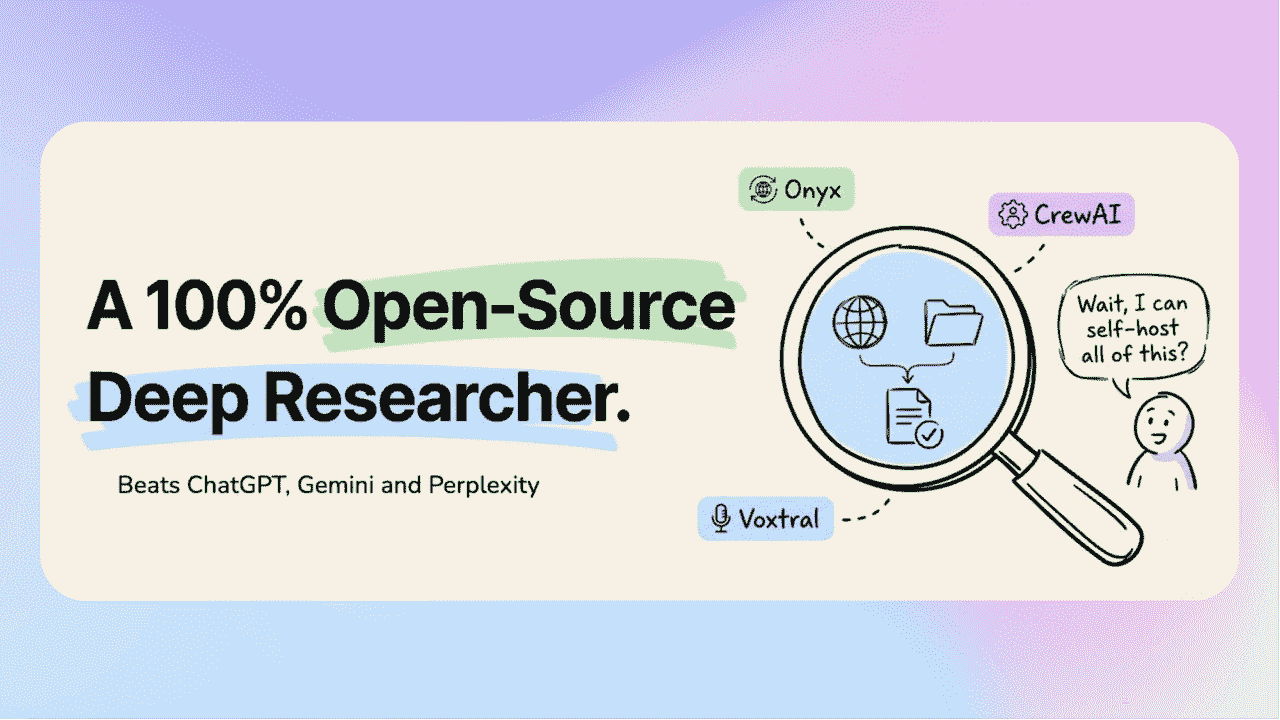 A 100% Open-Source
Deep Researcher.
Beats ChatGPT, Gemini and Perplexity
Onyx
CrewAI
Wait, I can
self-host
all of this?
Voxtral